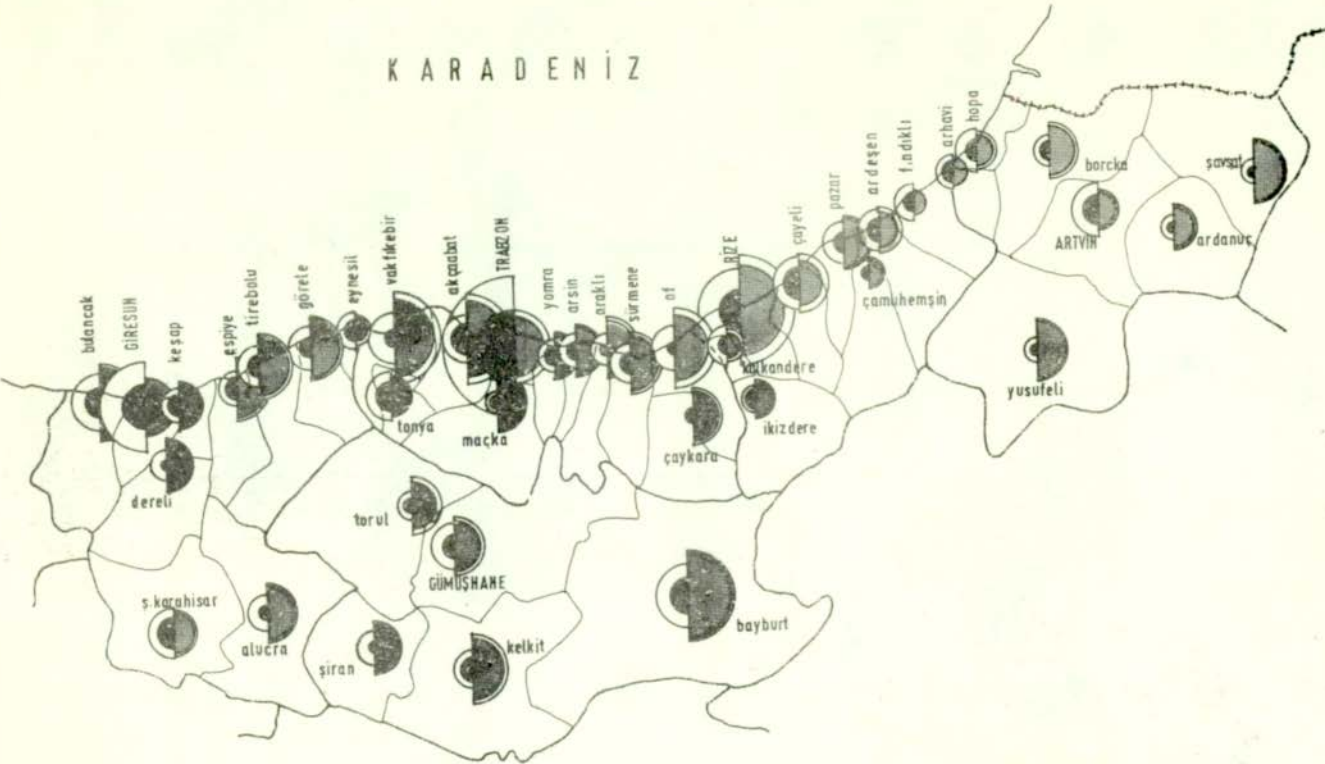 KARADENİZ
bulancak
GİRESUN
keşap
espiye
tirebolu
görele
eynesil
vakfıkebir
akçaabat
TRABZON
yomra
arsin
araklı
sürmene
of
RİZE
çayeli
pazar
ardeşen
fındıklı
arhavi
hopa
borcka
şavşat
ARTVİN
ardanuç
çamuhemşin
yusufeli
kalkandere
ikizdere
çaykara
maçka
tonya
dereli
torul
GÜMÜŞHANE
ş.karahisar
alucra
şiran
kelkit
bayburt